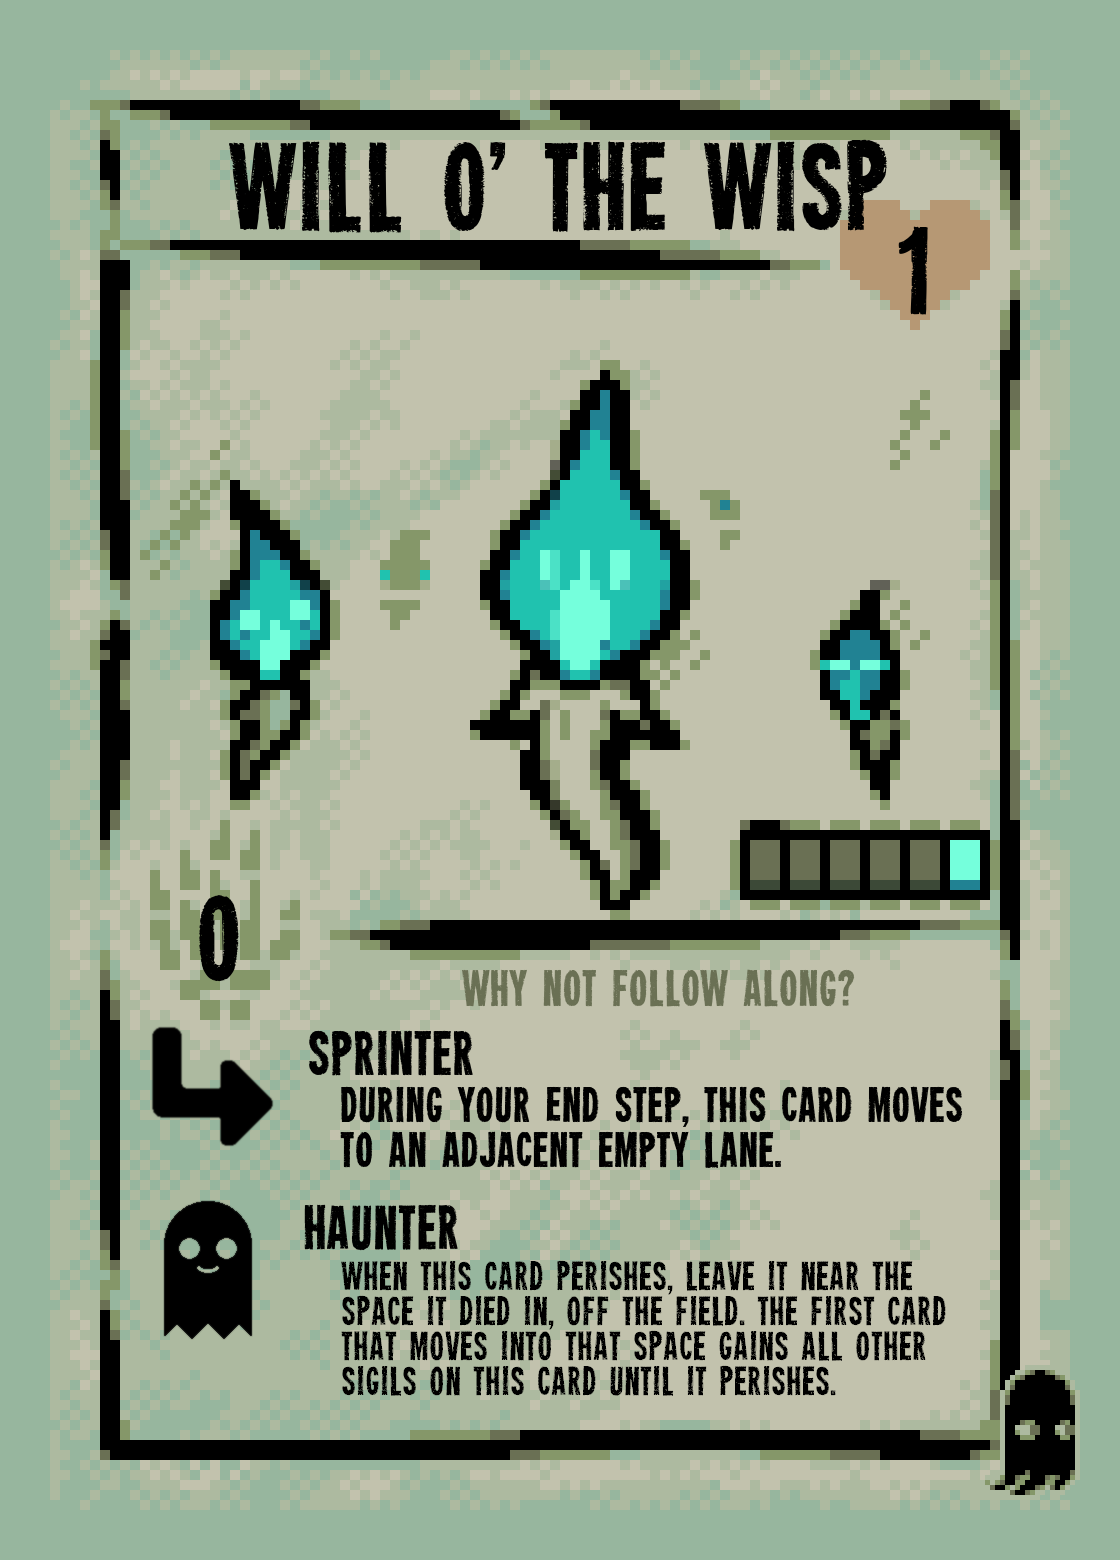 WILL O' THE WISP
1
0
WHY NOT FOLLOW ALONG?
SPRINTER
DURING YOUR END STEP, THIS CARD MOVES
TO AN ADJACENT EMPTY LANE.
HAUNTER
WHEN THIS CARD PERISHES, LEAVE IT NEAR THE
SPACE IT DIED IN, OFF THE FIELD. THE FIRST CARD
THAT MOVES INTO THAT SPACE GAINS ALL OTHER
SIGILS ON THIS CARD UNTIL IT PERISHES.